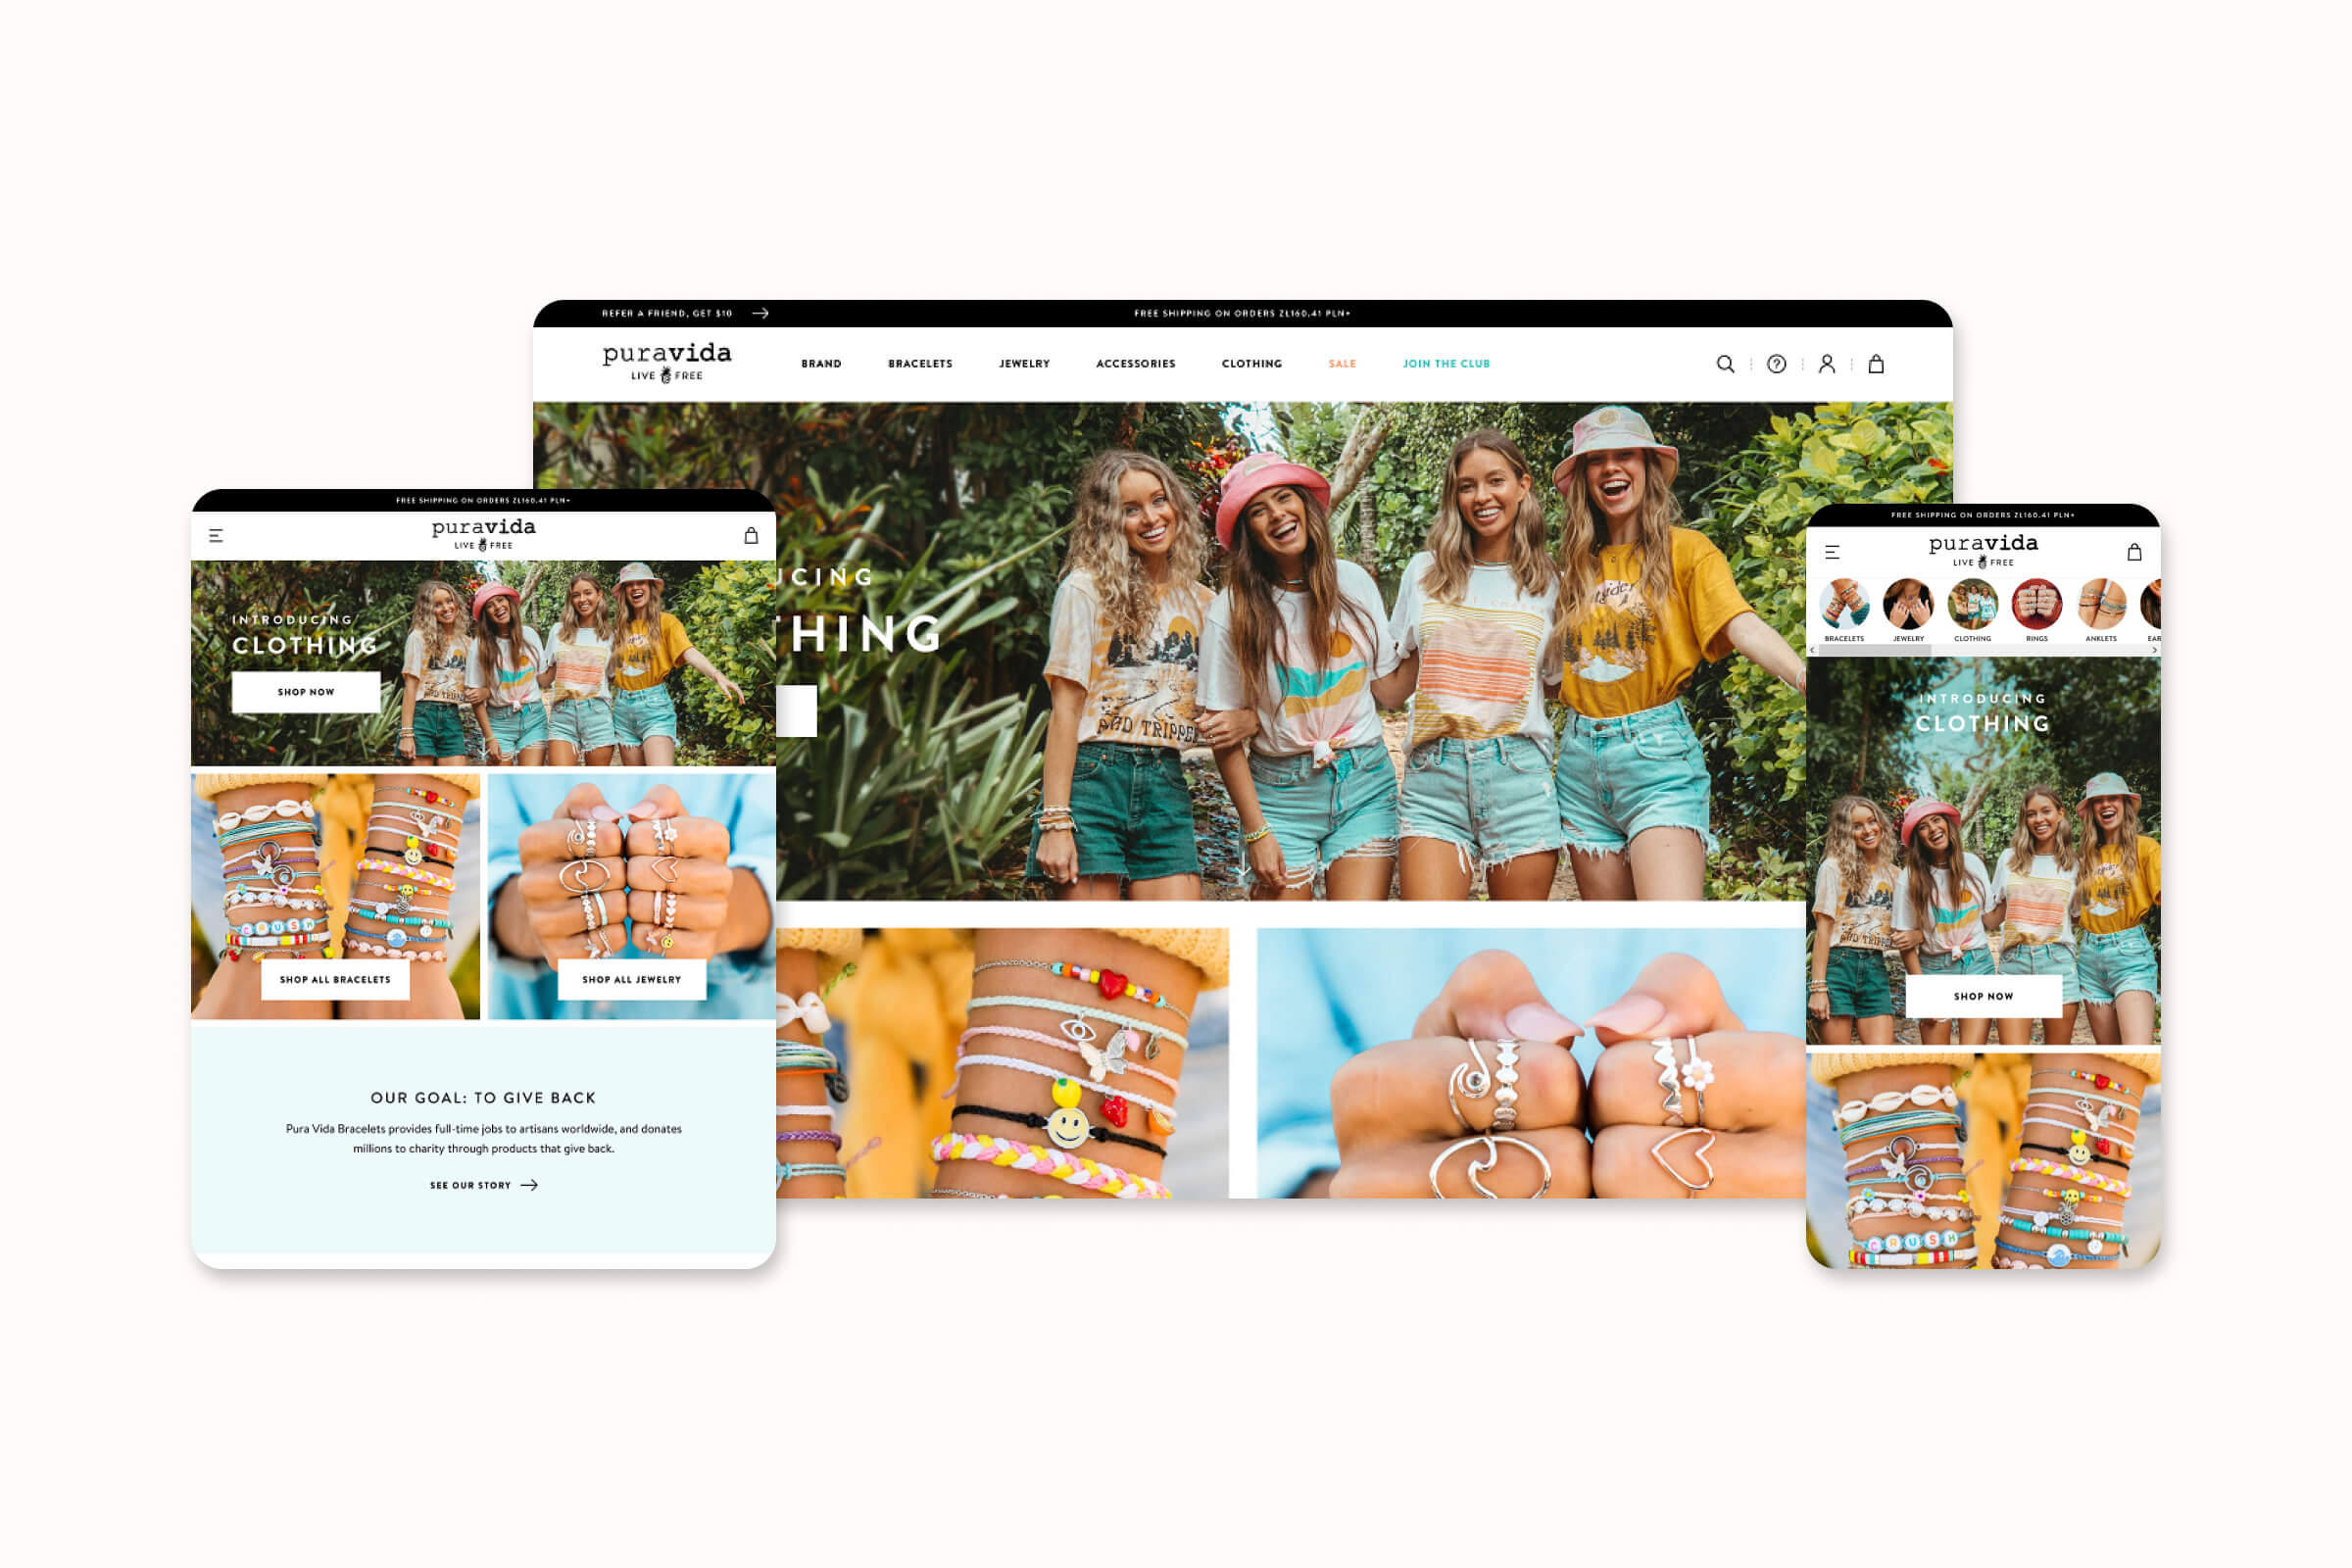 REFER A FRIEND, GET $10
FREE SHIPPING ON ORDERS ZŁ160.41 PLN+
puravida
LIVE FREE
BRAND
BRACELETS
JEWELRY
ACCESSORIES
CLOTHING
SALE
JOIN THE CLUB
UCING
THING
TRIPPE
FREE SHIPPING ON ORDERS ZŁ160.41 PLN+
puravida
LIVE FREE
INTRODUCING
CLOTHING
SHOP NOW
CRUSH
SHOP ALL BRACELETS
SHOP ALL JEWELRY
OUR GOAL: TO GIVE BACK
Pura Vida Bracelets provides full-time jobs to artisans worldwide, and donates
millions to charity through products that give back.
SEE OUR STORY
FREE SHIPPING ON ORDERS ZŁ160.41 PLN+
puravida
LIVE FREE
BRACELETS
JEWELRY
CLOTHING
RINGS
ANKLETS
EAR
INTRODUCING
CLOTHING
SHOP NOW
CRUSH